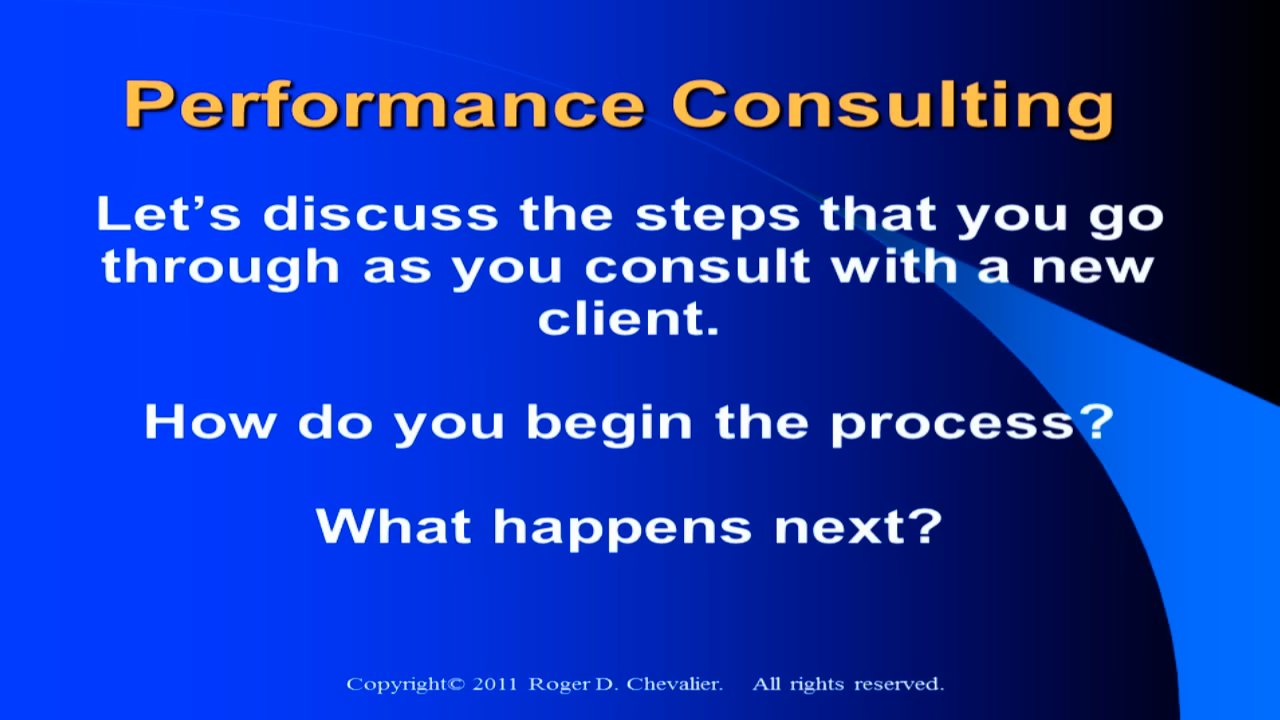 Performance Consulting
Let’s discuss the steps that you go
through as you consult with a new
client.
How do you begin the process?
What happens next?
Copyright© 2011 Roger D. Chevalier. All rights reserved.